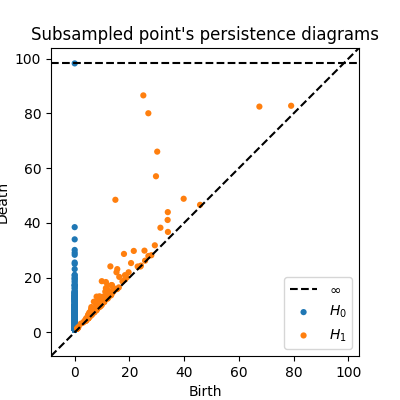 Subsampled point's persistence diagrams
100
80
60
40
20
0
Death
0 20 40 60 80 100
Birth
∞
H₀
H₁